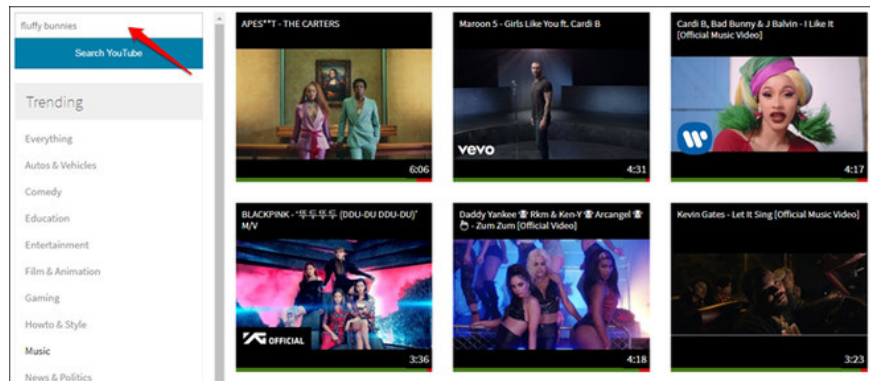 fluffy bunnies
Search YouTube
Trending
Everything
Autos & Vehicles
Comedy
Education
Entertainment
Film & Animation
Gaming
Howto & Style
Music
News & Politics
APES**T - THE CARTERS
6:06
Maroon 5 - Girls Like You ft. Cardi B
vevo
4:31
Cardi B, Bad Bunny & J Balvin - I Like It
[Official Music Video]
4:17
BLACKPINK - '뚜두뚜두 (DDU-DU DDU-DU)'
M/V
YG OFFICIAL
3:36
Daddy Yankee Rkm & Ken-Y Arcangel
- Zum Zum [Official Video]
4:18
Kevin Gates - Let It Sing [Official Music Video]
3:23